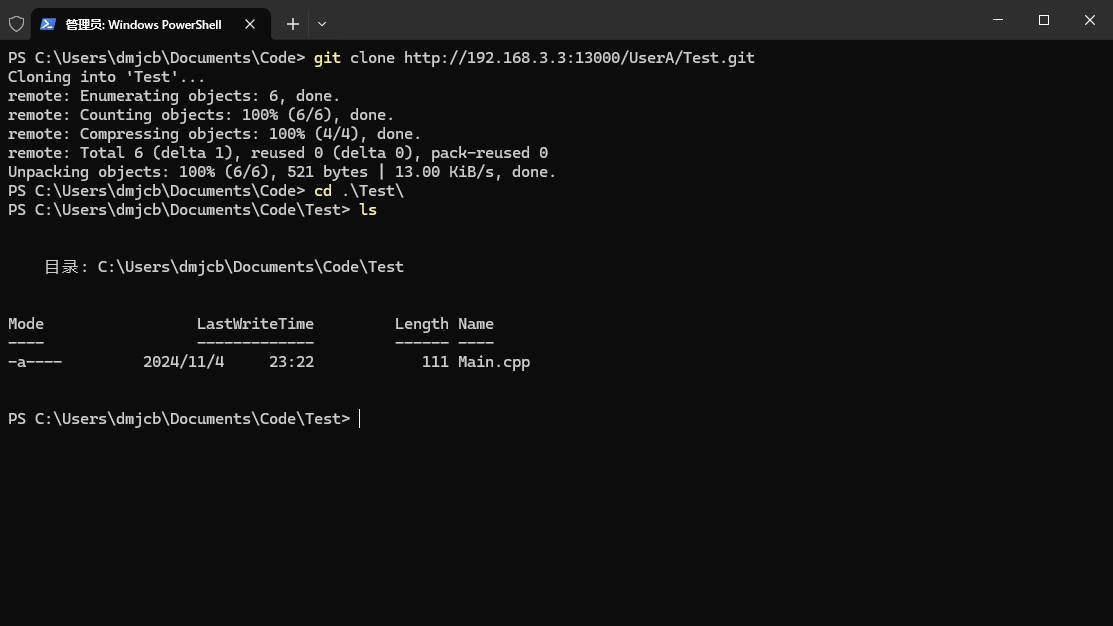 管理员: Windows PowerShell
PS C:\Users\dmjcb\Documents\Code> git clone http://192.168.3.3:13000/UserA/Test.git
Cloning into 'Test'...
remote: Enumerating objects: 6, done.
remote: Counting objects: 100% (6/6), done.
remote: Compressing objects: 100% (4/4), done.
remote: Total 6 (delta 1), reused 0 (delta 0), pack-reused 0
Unpacking objects: 100% (6/6), 521 bytes | 13.00 KiB/s, done.
PS C:\Users\dmjcb\Documents\Code> cd .\Test\
PS C:\Users\dmjcb\Documents\Code\Test> ls
目录: C:\Users\dmjcb\Documents\Code\Test
Mode                 LastWriteTime         Length Name
----                 -------------         ------ ----
-a----         2024/11/4     23:22            111 Main.cpp
PS C:\Users\dmjcb\Documents\Code\Test>